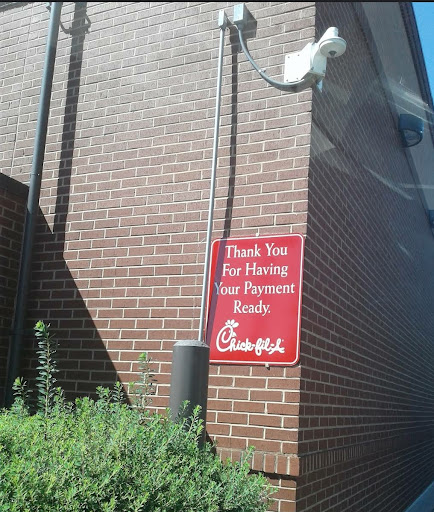 Thank You
For Having
Your Payment
Ready.
Chick-fil-A